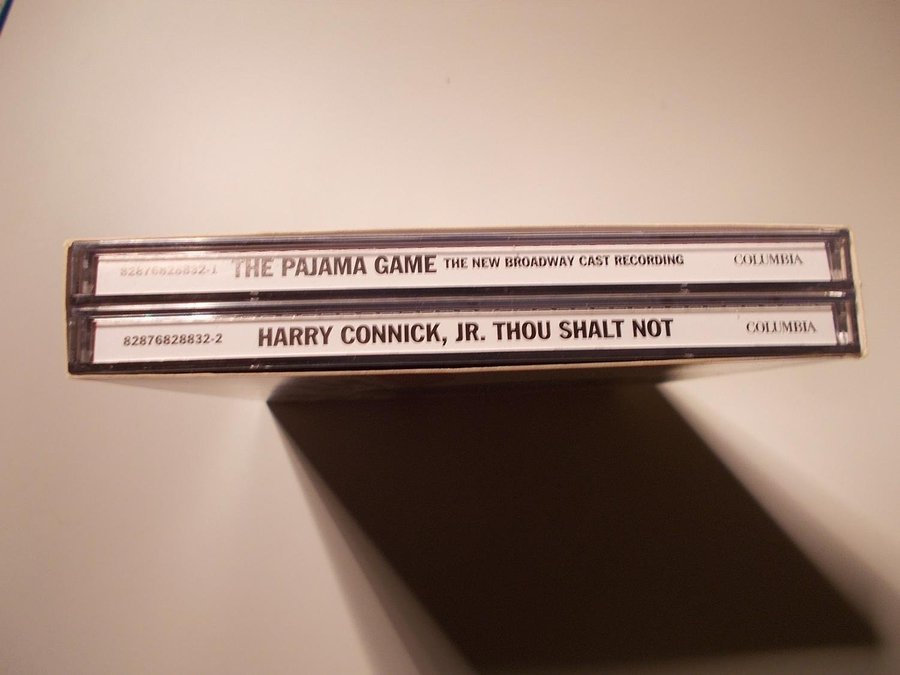 82876828832-1 THE PAJAMA GAME THE NEW BROADWAY CAST RECORDING COLUMBIA
82876828832-2 HARRY CONNICK, JR. THOU SHALT NOT COLUMBIA